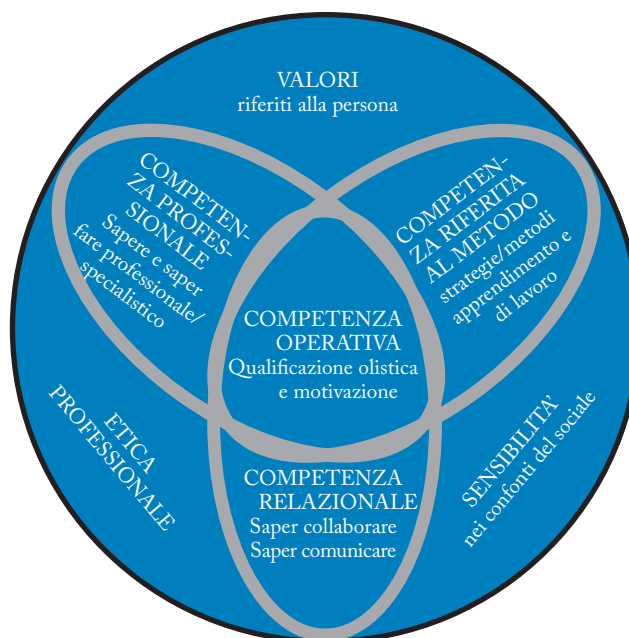 VALORI
riferiti alla persona
COMPETEN-
ZA PROFES-
SIONALE
Sapere e saper
fare professionale/
specialistico
COMPETEN-
ZA RIFERITA
AL METODO
strategie/metodi
apprendimento e
di lavoro
COMPETENZA
OPERATIVA
Qualificazione olistica
e motivazione
ETICA
PROFESSIONALE
COMPETENZA
RELAZIONALE
Saper collaborare
Saper comunicare
SENSIBILITA’
nei confonti del sociale